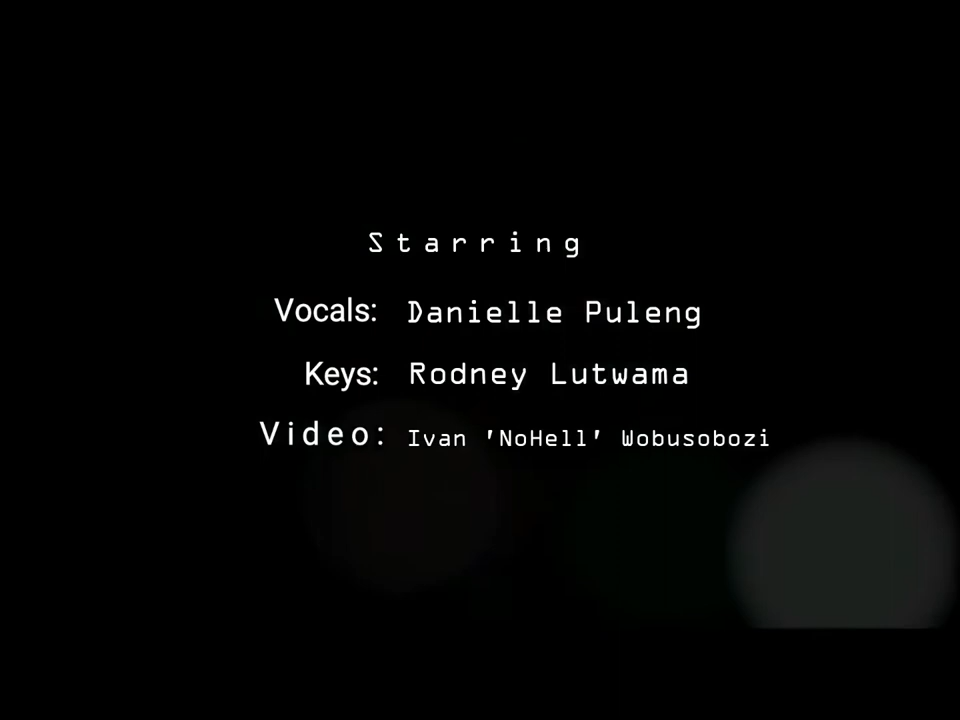 Starring
Vocals: Danielle Puleng
Keys: Rodney Lutwama
Video: Ivan 'NoHell' Wobusobozi